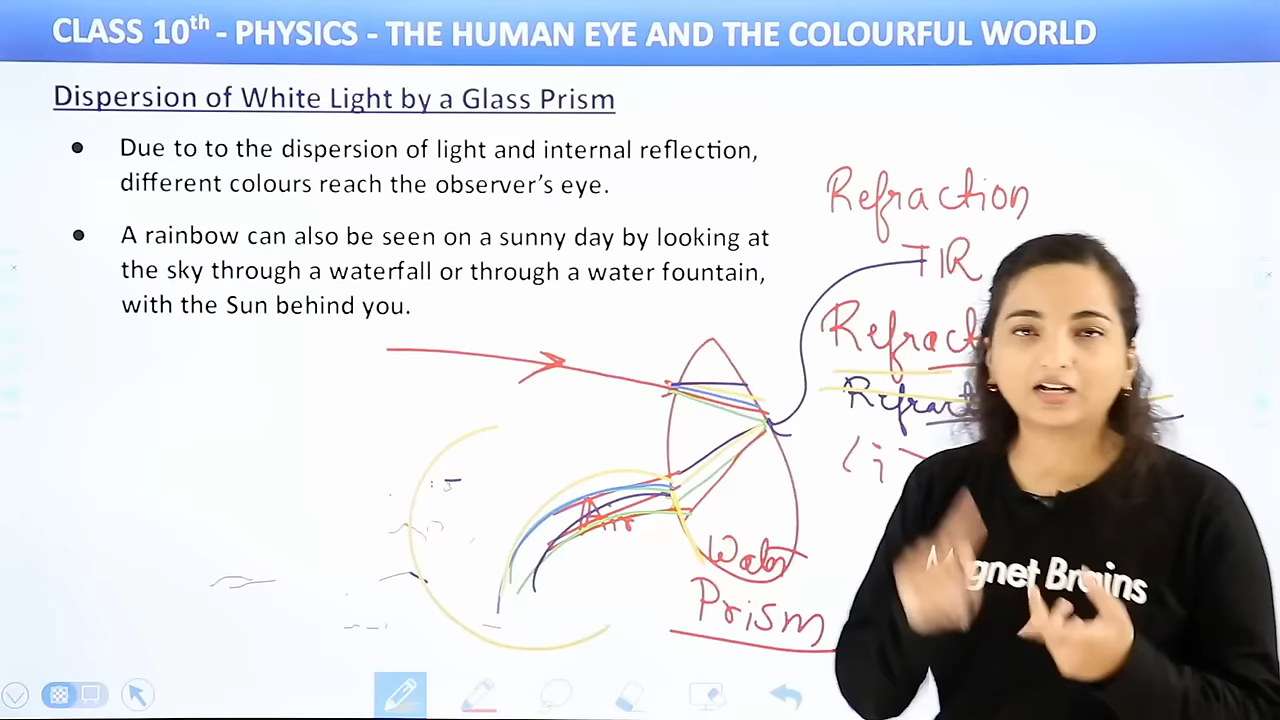 CLASS 10th - PHYSICS - THE HUMAN EYE AND THE COLOURFUL WORLD
Dispersion of White Light by a Glass Prism
● Due to to the dispersion of light and internal reflection,
different colours reach the observer's eye.
● A rainbow can also be seen on a sunny day by looking at
the sky through a waterfall or through a water fountain,
with the Sun behind you.
Refraction
TIR
Refract
Refract
Air
Water
Prism
Magnet Brains